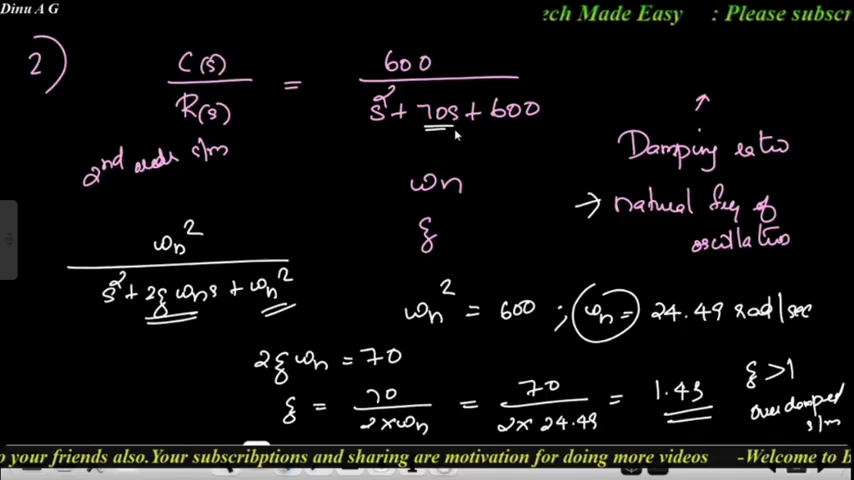 Dinu A G
ech Made Easy : Please subscr
2)
C(s) / R(s) = 600 / s² + 70s + 600
2nd order s/m
ωn
ξ
Damping ratio
→ natural freq of
oscillation
ωn² / s² + 2ξωns + ωn²
ωn² = 600 ; ωn = 24.49 rad/sec
2ξωn = 70
ξ = 70 / 2×ωn = 70 / 2×24.49 = 1.43
ξ >1
overdamped
s/m
o your friends also.Your subscribptions and sharing are motivation for doing more videos -Welcome to B